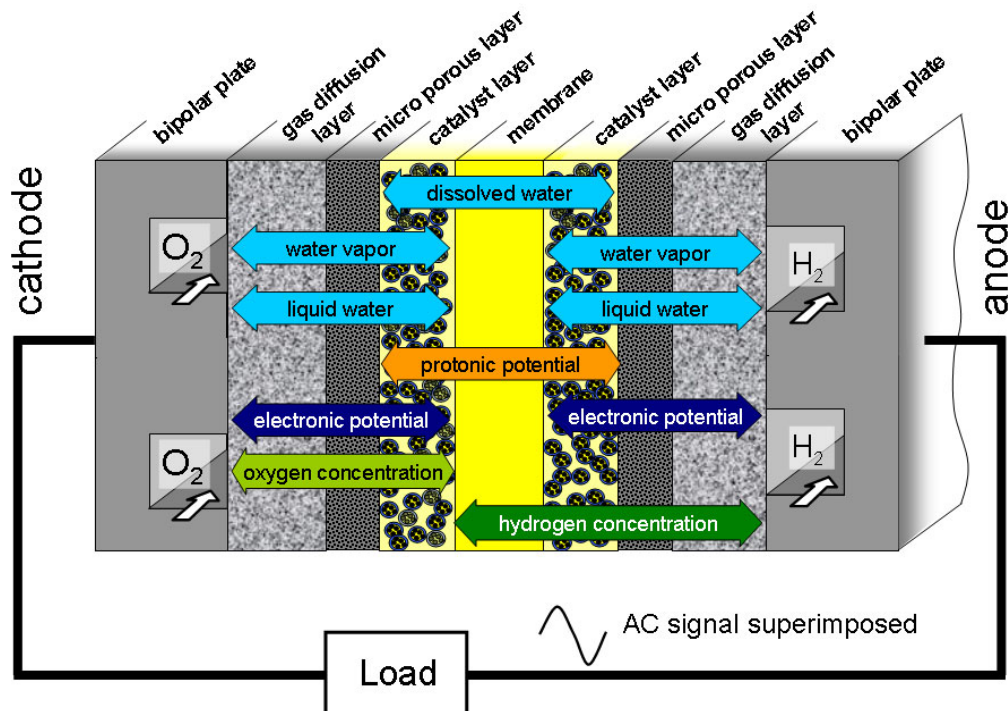 bipolar plate
gas diffusion
layer
micro porous layer
catalyst layer
membrane
catalyst layer
micro porous layer
gas diffusion
layer
bipolar plate
cathode
anode
dissolved water
O2
water vapor
water vapor
H2
liquid water
liquid water
protonic potential
electronic potential
electronic potential
O2
oxygen concentration
H2
hydrogen concentration
AC signal superimposed
Load